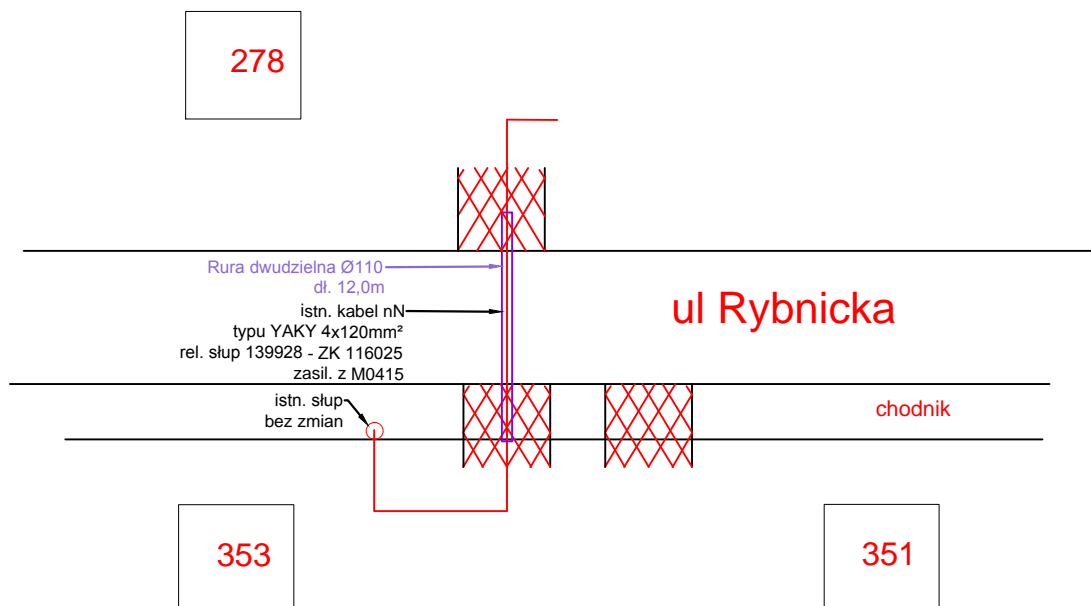 278
Rura dwudzielna Ø110
dł. 12,0m
istn. kabel nN
typu YAKY 4x120mm²
rel. słup 139928 - ZK 116025
zasil. z M0415
ul Rybnicka
istn. słup
bez zmian
chodnik
353
351